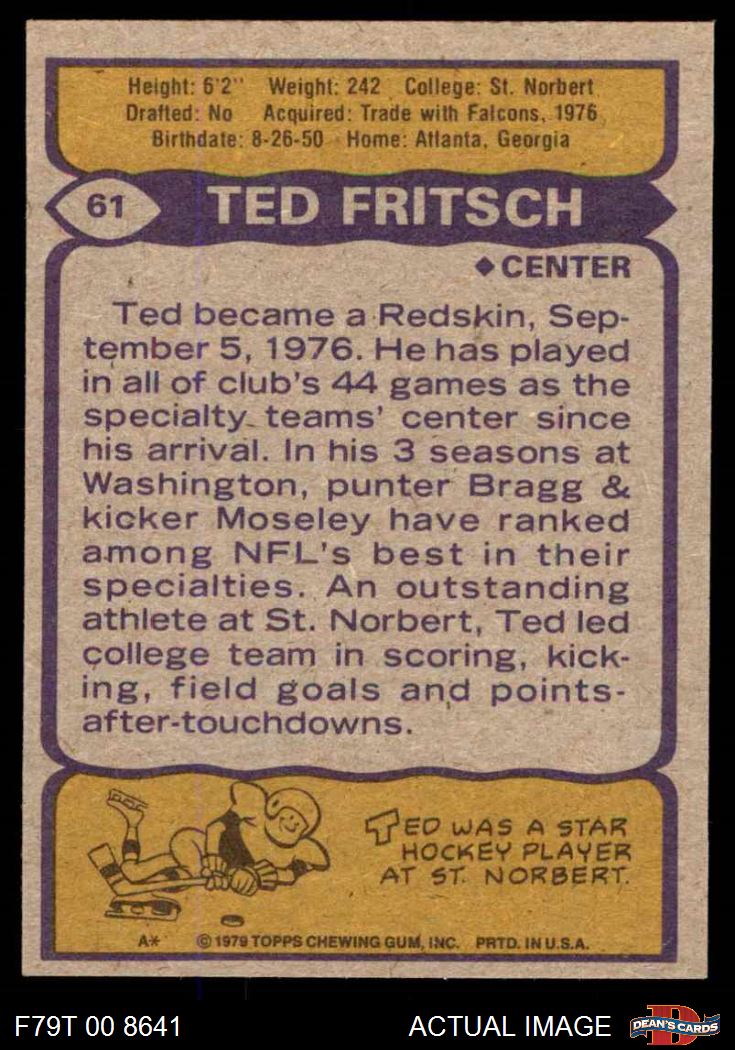 Height: 6'2" Weight: 242 College: St. Norbert
Drafted: No Acquired: Trade with Falcons, 1976
Birthdate: 8-26-50 Home: Atlanta, Georgia
61 TED FRITSCH
◆CENTER
Ted became a Redskin, Sep-
tember 5, 1976. He has played
in all of club's 44 games as the
specialty teams' center since
his arrival. In his 3 seasons at
Washington, punter Bragg &
kicker Moseley have ranked
among NFL's best in their
specialties. An outstanding
athlete at St. Norbert, Ted led
college team in scoring, kick-
ing, field goals and points-
after-touchdowns.
TED WAS A STAR
HOCKEY PLAYER
AT ST. NORBERT.
A* © 1979 TOPPS CHEWING GUM, INC. PRTD. IN U.S.A.
F79T 00 8641 ACTUAL IMAGE D DEAN'S CARDS